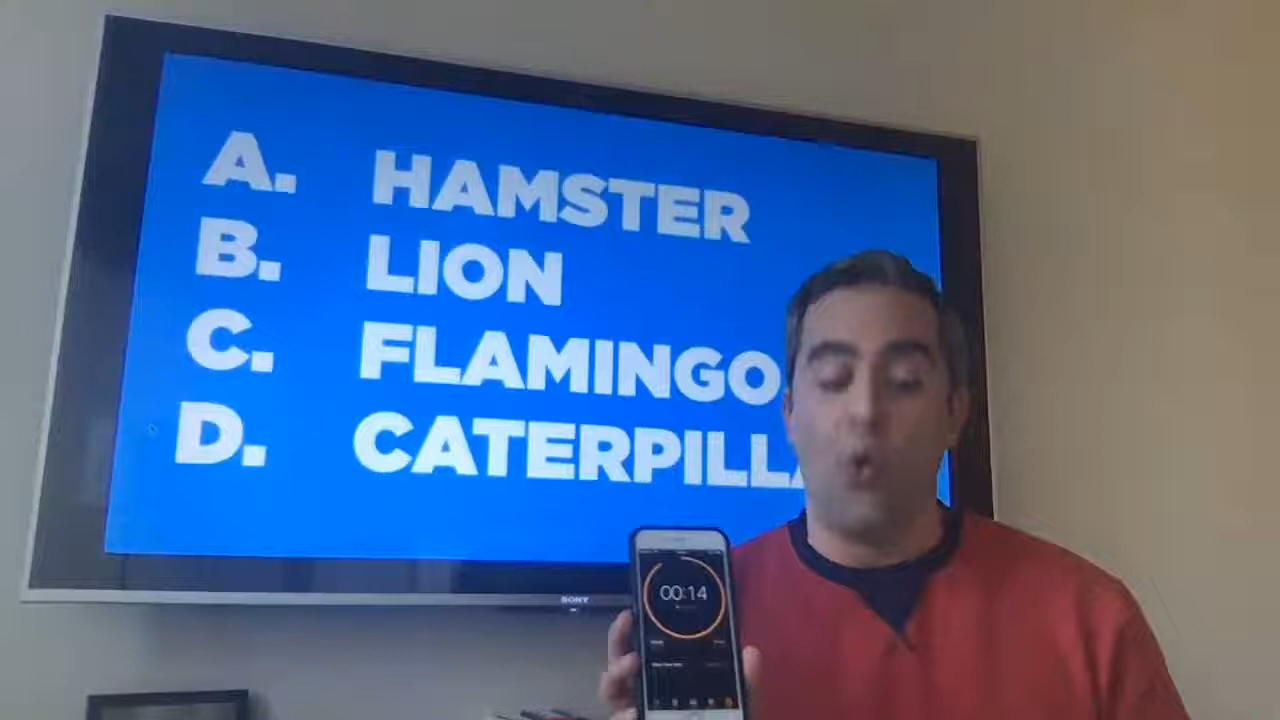 A. HAMSTER
B. LION
C. FLAMINGO
D. CATERPILLA
SONY
00:14